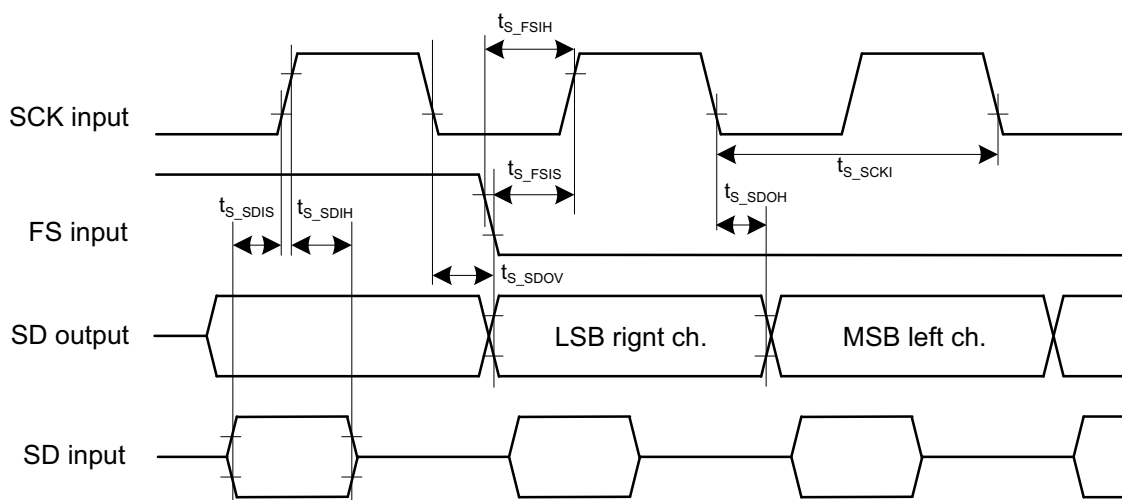 t_S_FSIH
SCK input
t_S_FSIS
t_S_SCKI
t_S_SDIS
t_S_SDIH
t_S_SDOH
FS input
t_S_SDOV
SD output
LSB rignt ch.
MSB left ch.
SD input